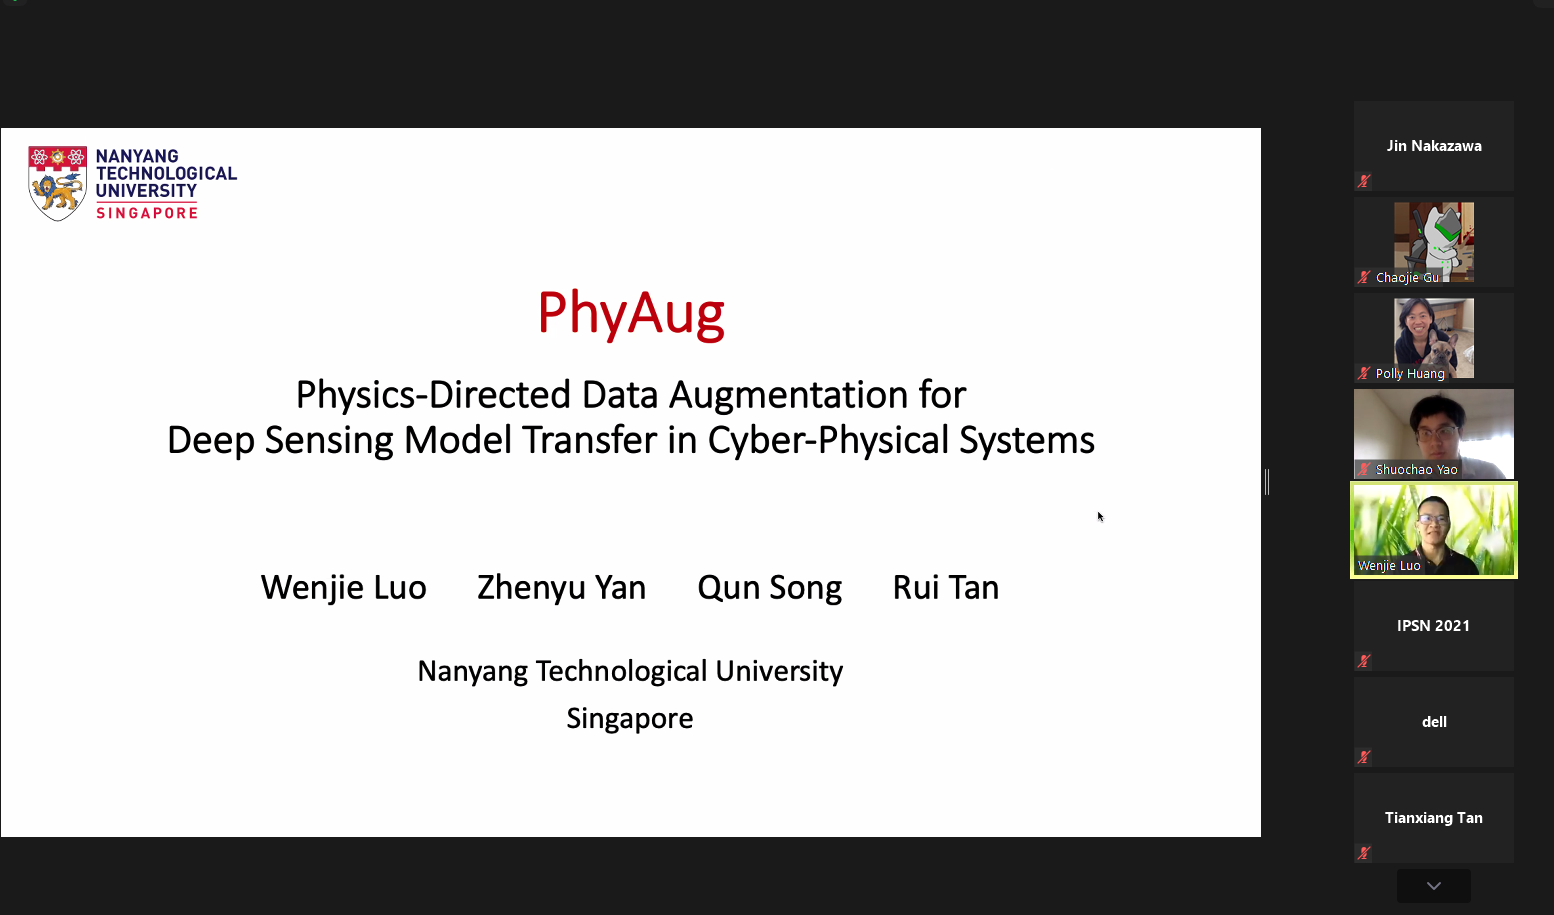 NANYANG
TECHNOLOGICAL
UNIVERSITY
SINGAPORE
PhyAug
Physics-Directed Data Augmentation for
Deep Sensing Model Transfer in Cyber-Physical Systems
Wenjie Luo Zhenyu Yan Qun Song Rui Tan
Nanyang Technological University
Singapore
Jin Nakazawa
Chaojie Gu
Polly Huang
Shuochao Yao
Wenjie Luo
IPSN 2021
dell
Tianxiang Tan